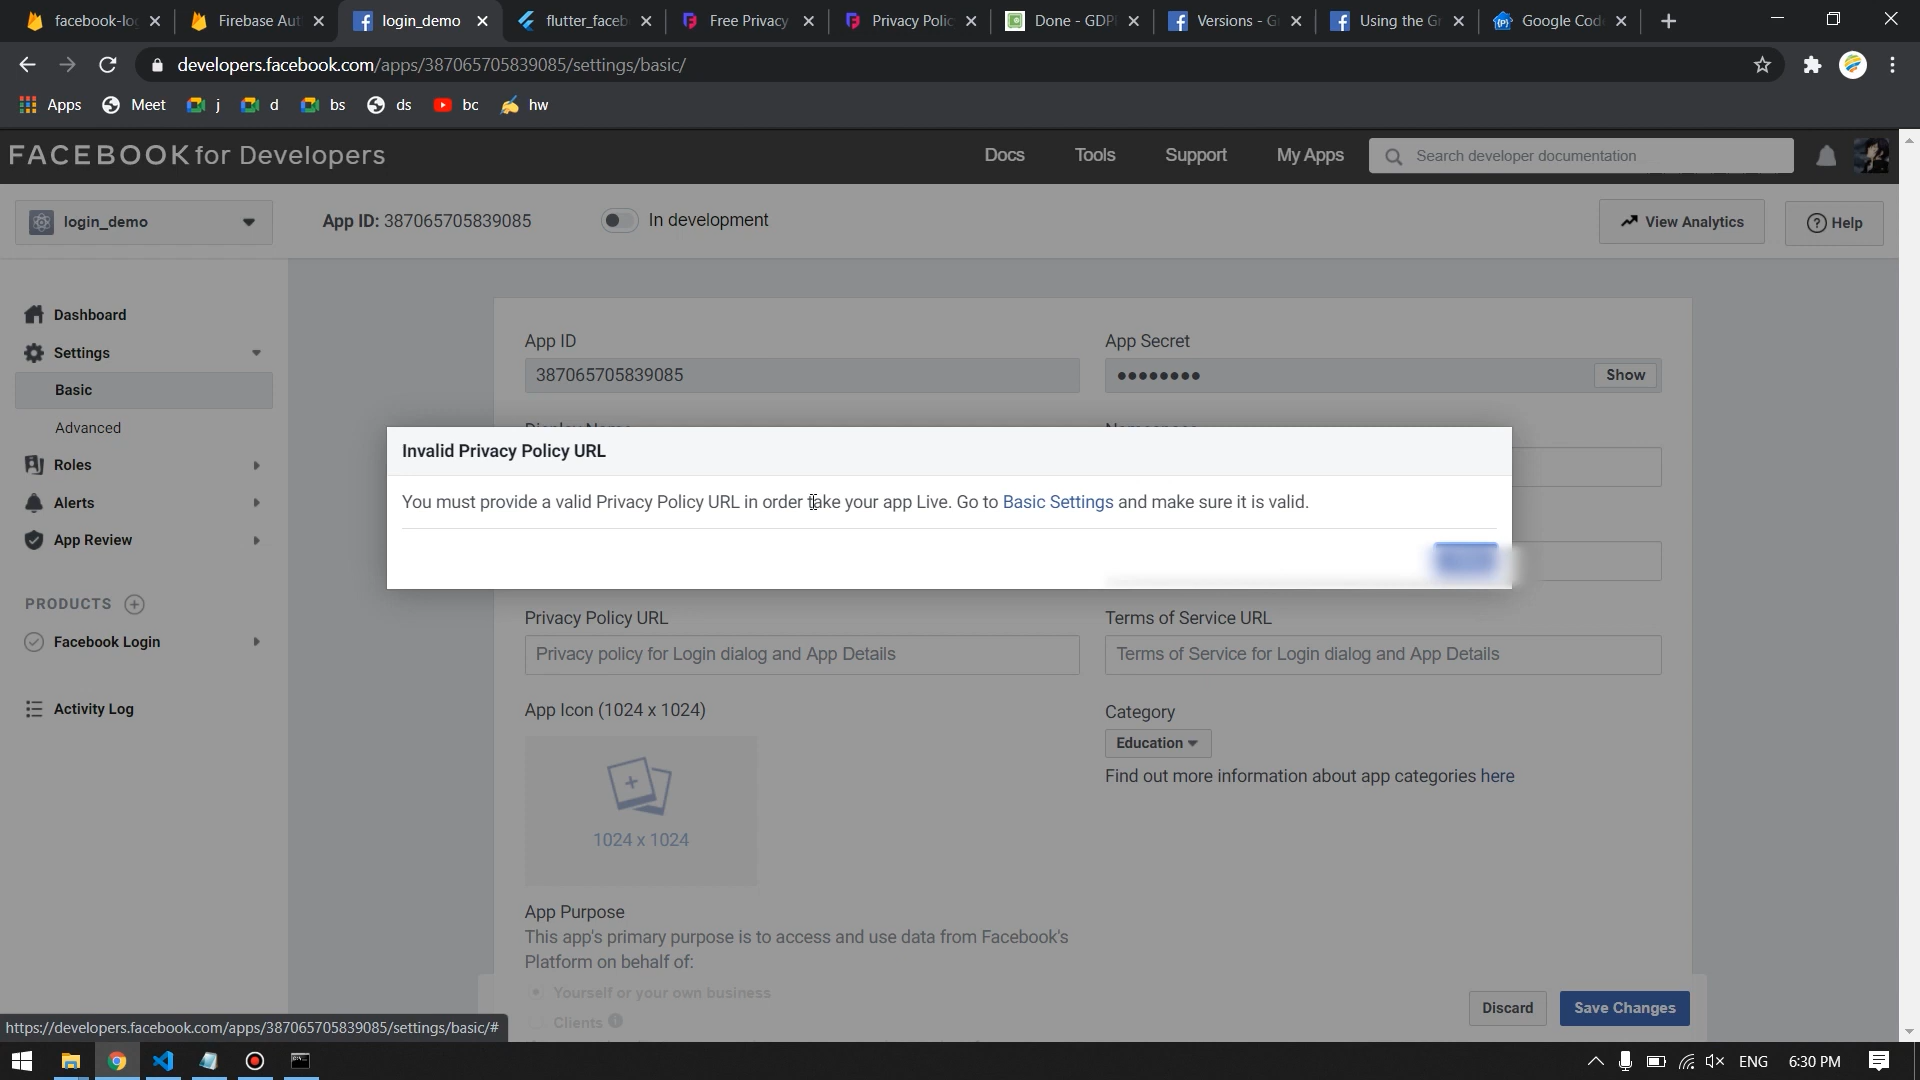 facebook-lo
Firebase Aut
login_demo
flutter_faceb
Free Privacy
Privacy Polic
Done - GDP
Versions - G
Using the Gr
Google Cod
developers.facebook.com/apps/387065705839085/settings/basic/
Apps
Meet
j
d
bs
ds
bc
hw
FACEBOOK for Developers
Docs
Tools
Support
My Apps
Search developer documentation
login_demo
App ID: 387065705839085
In development
View Analytics
Help
Dashboard
Settings
Basic
Advanced
Roles
Alerts
App Review
PRODUCTS
Facebook Login
Activity Log
App ID
App Secret
387065705839085
••••••••
Show
Invalid Privacy Policy URL
You must provide a valid Privacy Policy URL in order take your app Live. Go to Basic Settings and make sure it is valid.
Privacy Policy URL
Terms of Service URL
Privacy policy for Login dialog and App Details
Terms of Service for Login dialog and App Details
App Icon (1024 x 1024)
Category
Education
Find out more information about app categories here
1024 x 1024
App Purpose
This app's primary purpose is to access and use data from Facebook's
Platform on behalf of:
Yourself or your own business
Clients
Discard
Save Changes
https://developers.facebook.com/apps/387065705839085/settings/basic/#
ENG
6:30 PM